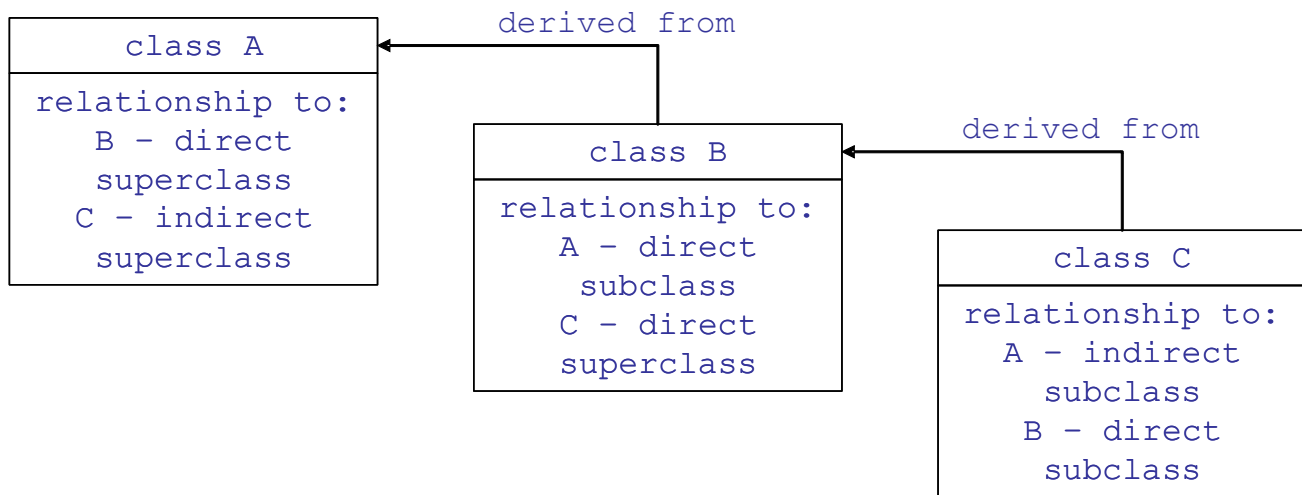 derived from
class A
relationship to:
B – direct
superclass
C – indirect
superclass
derived from
class B
relationship to:
A – direct
subclass
C – direct
superclass
class C
relationship to:
A – indirect
subclass
B – direct
subclass